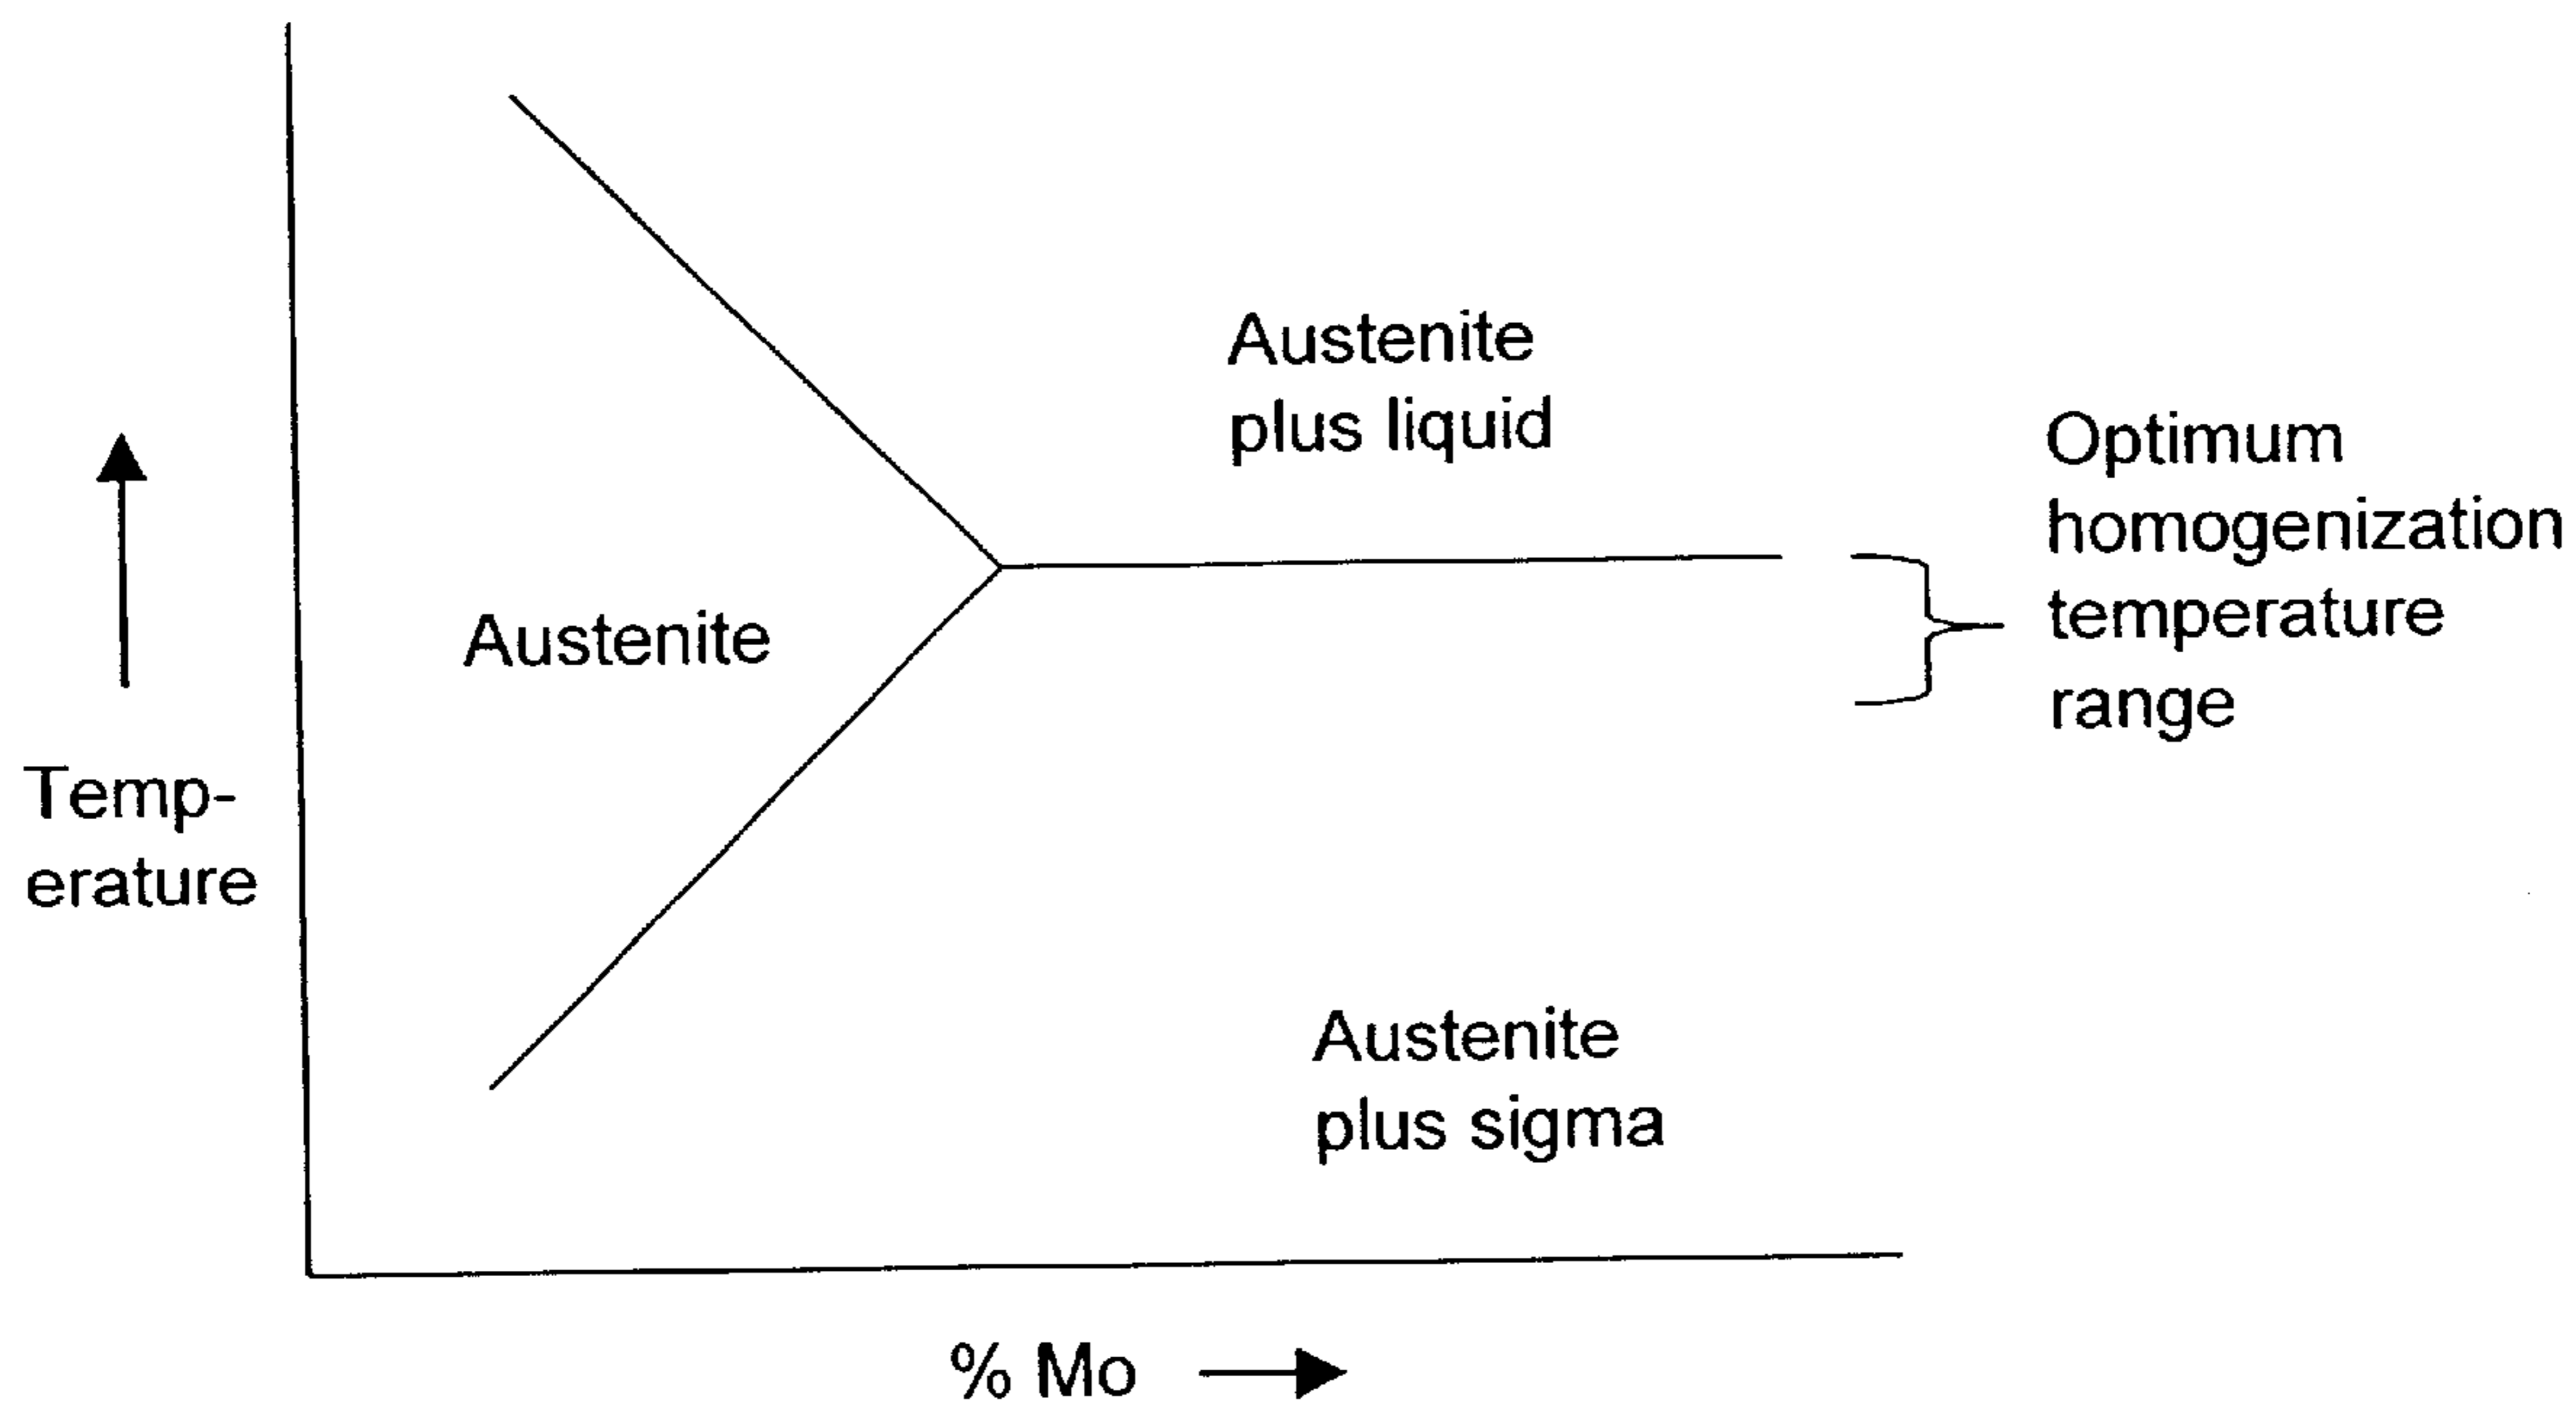 Austenite
plus liquid
Optimum
homogenization
temperature
range
Austenite
Temp-
erature
Austenite
plus sigma
% Mo